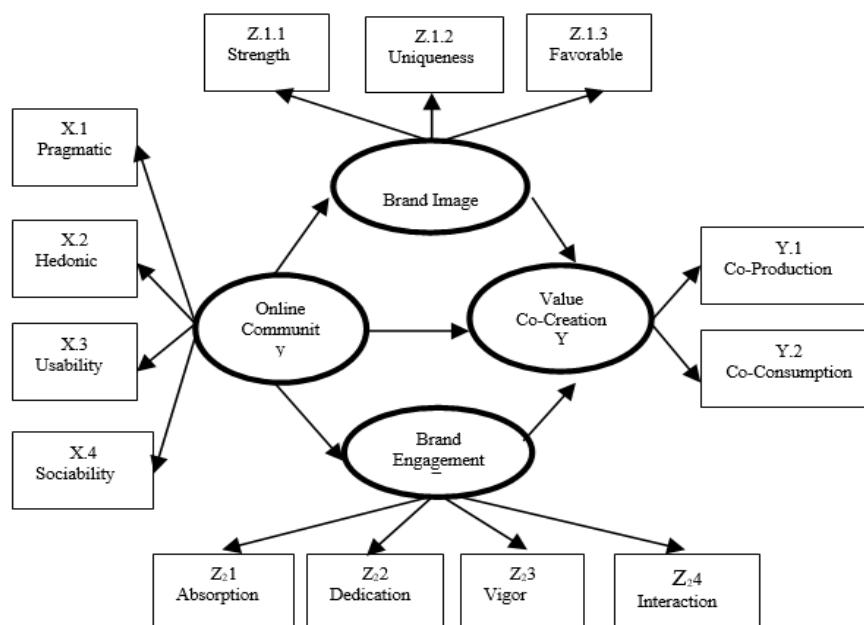 Z.1.1
Strength
Z.1.2
Uniqueness
Z.1.3
Favorable
X.1
Pragmatic
Brand Image
X.2
Hedonic
Y.1
Co-Production
Online
Communit
y
Value
Co-Creation
Y
X.3
Usability
Y.2
Co-Consumption
X.4
Sociability
Brand
Engagement
Z₂1
Absorption
Z₂2
Dedication
Z₂3
Vigor
Z₂4
Interaction